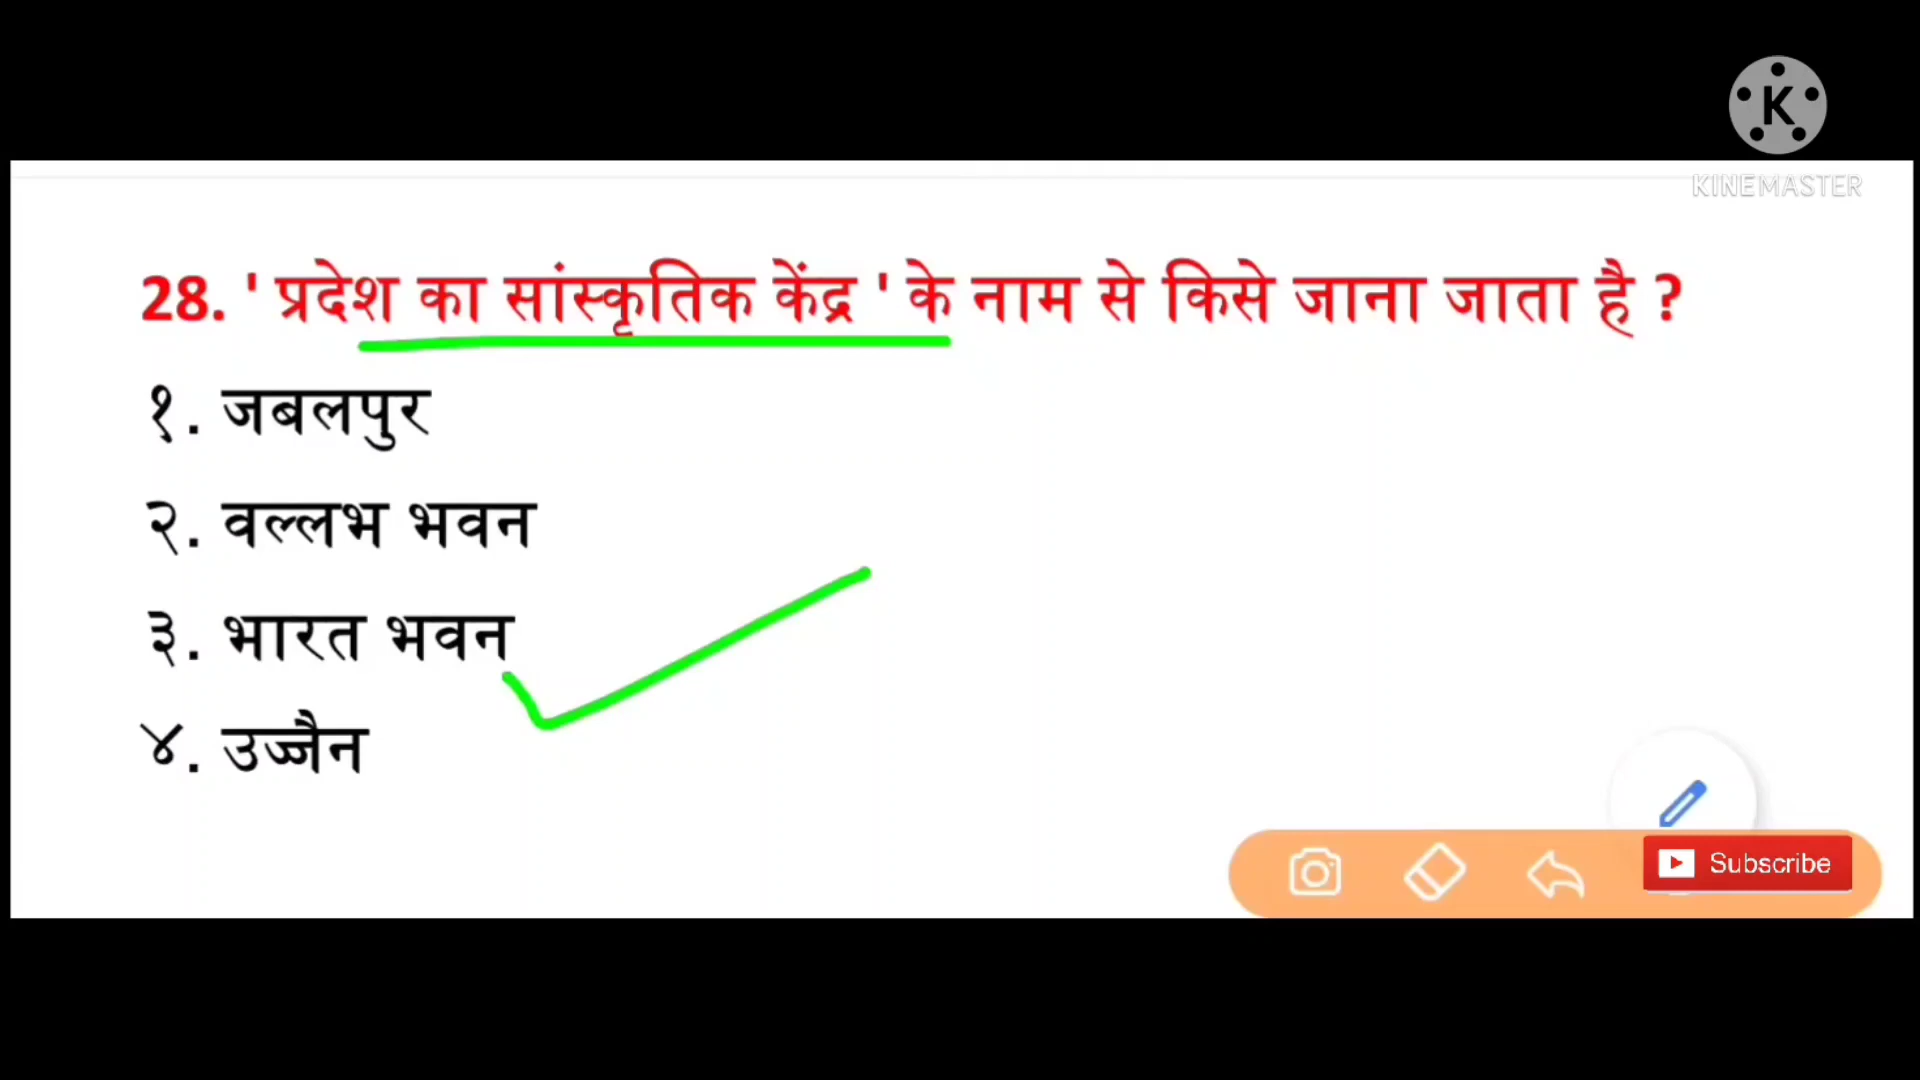 K
KINEMASTER
28. ' प्रदेश का सांस्कृतिक केंद्र ' के नाम से किसे जाना जाता है ?
१. जबलपुर
२. वल्लभ भवन
३. भारत भवन
४. उज्जैन
Subscribe